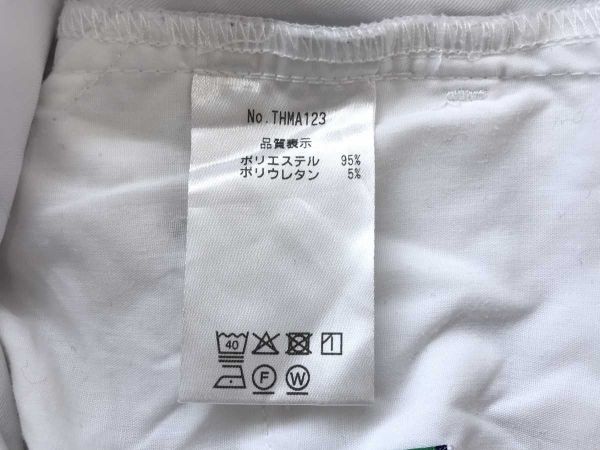 No.THMA123
品質表示
ポリエステル 95%
ポリウレタン 5%
40
F W